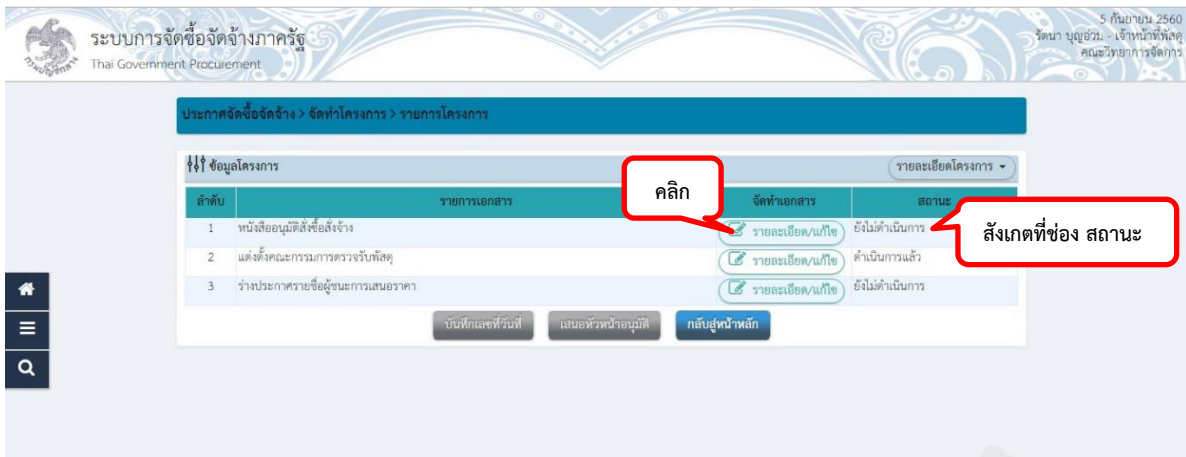 5 กันยายน 2560
ระบบการจัดซื้อจัดจ้างภาครัฐ
รัตนา บุญอ่วม - เจ้าหน้าที่พัสดุ
Thai Government Procurement
คณะวิทยาการจัดการ
ประกาศจัดซื้อจัดจ้าง > จัดทำโครงการ > รายการโครงการ
ข้อมูลโครงการ
รายละเอียดโครงการ
คลิก
ลำดับ รายการเอกสาร จัดทำเอกสาร สถานะ
1 หนังสืออนุมัติสั่งซื้อสั่งจ้าง รายละเอียด/แก้ไข ยังไม่ดำเนินการ
สังเกตที่ช่อง สถานะ
2 แต่งตั้งคณะกรรมการตรวจรับพัสดุ รายละเอียด/แก้ไข ดำเนินการแล้ว
3 ร่างประกาศรายชื่อผู้ชนะการเสนอราคา รายละเอียด/แก้ไข ยังไม่ดำเนินการ
บันทึกเลขที่วันที่ เสนอหัวหน้าอนุมัติ กลับสู่หน้าหลัก